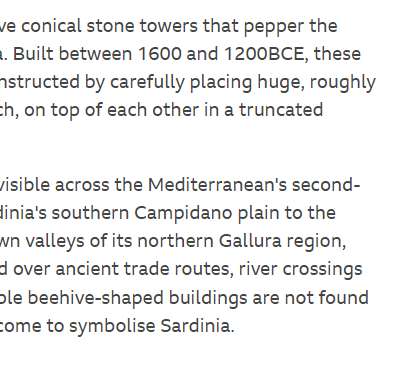 ve conical stone towers that pepper the
a. Built between 1600 and 1200BCE, these
nstructed by carefully placing huge, roughly
ch, on top of each other in a truncated
visible across the Mediterranean's second-
dinia's southern Campidano plain to the
wn valleys of its northern Gallura region,
d over ancient trade routes, river crossings
ole beehive-shaped buildings are not found
come to symbolise Sardinia.